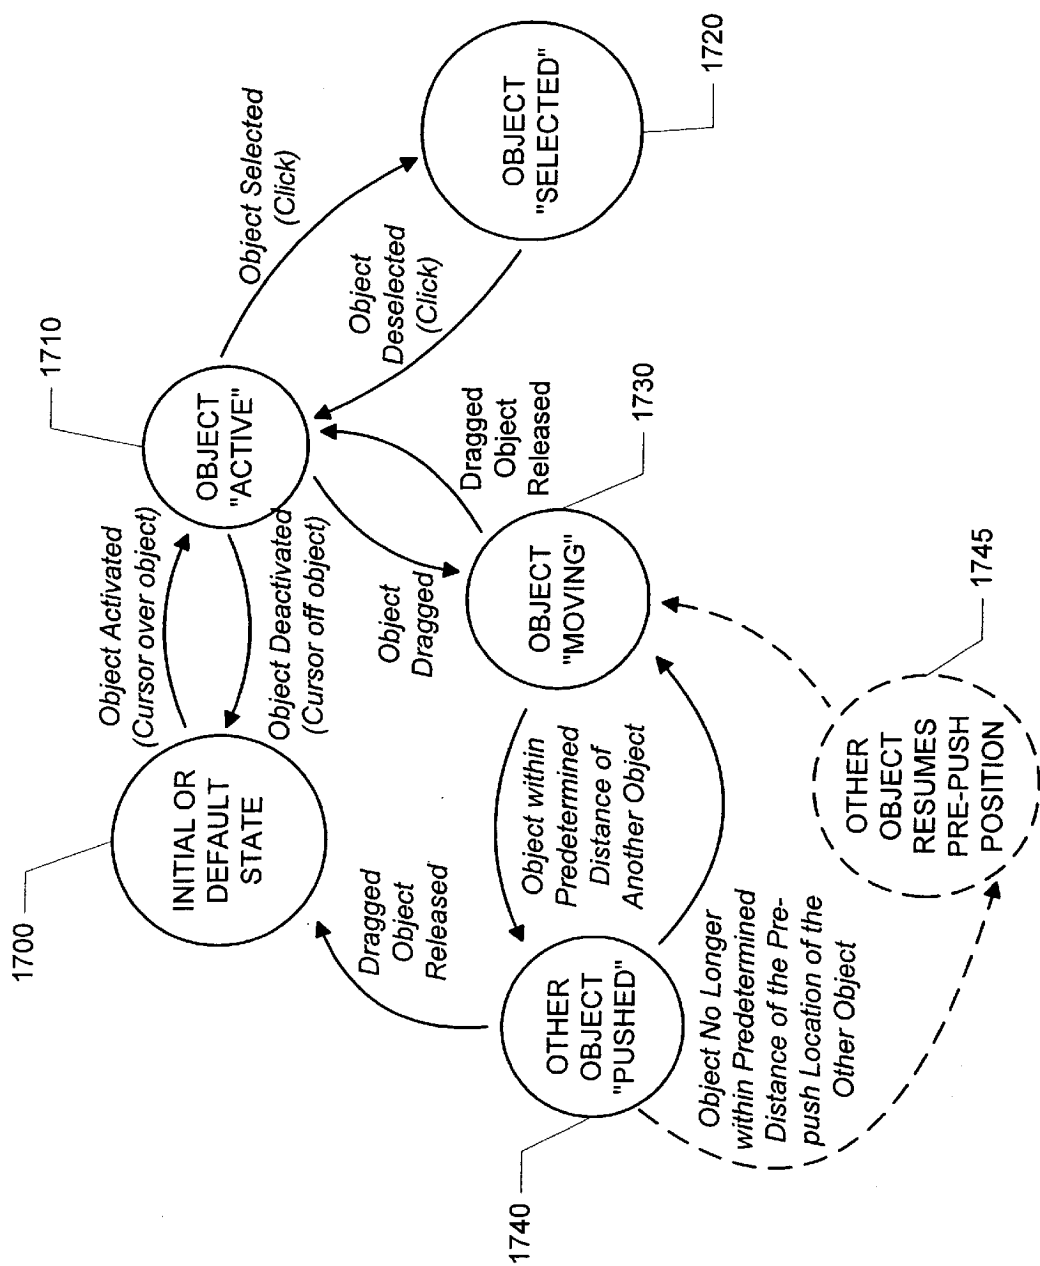 1700
INITIAL OR
DEFAULT
STATE
Object Activated
(Cursor over object)
Object Deactivated
(Cursor off object)
1710
OBJECT
"ACTIVE"
Object Selected
(Click)
Object
Deselected
(Click)
OBJECT
"SELECTED"
1720
Object
Dragged
Dragged
Object
Released
OBJECT
"MOVING"
1730
Dragged
Object
Released
Object within
Predetermined
Distance of
Another Object
1740
OTHER
OBJECT
"PUSHED"
Object No Longer
within Predetermined
Distance of the Pre-
push Location of the
Other Object
OTHER
OBJECT
RESUMES
PRE-PUSH
POSITION
1745